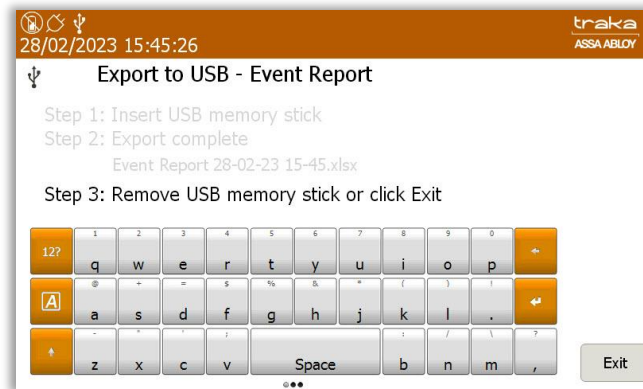 28/02/2023 15:45:26
traka
ASSA ABLOY
Export to USB - Event Report
Step 1: Insert USB memory stick
Step 2: Export complete
Event Report 28-02-23 15-45.xlsx
Step 3: Remove USB memory stick or click Exit
12? 1 q 2 w 3 e 4 r 5 t 6 y 7 u 8 i 9 o 0 p
A @ a + s = d $ f % g & h * j ( k ) l ! .
- z x c ; v Space : b / n \ m ? ,
Exit